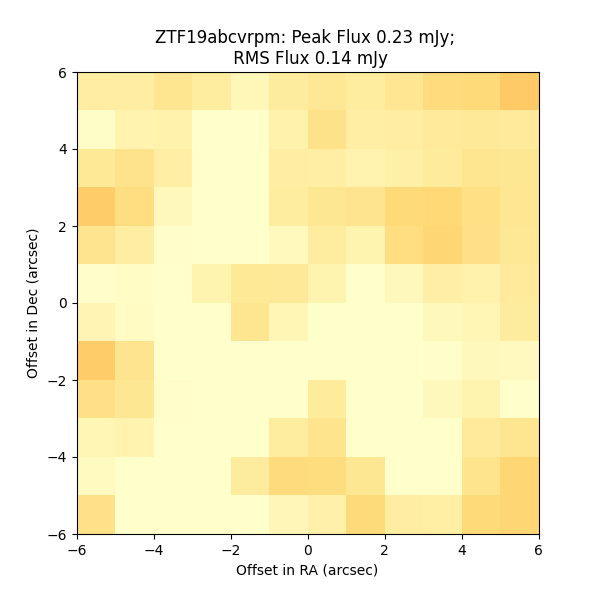 ZTF19abcvrpm: Peak Flux 0.23 mJy;
RMS Flux 0.14 mJy
6
4
2
0
−2
−4
−6
Offset in Dec (arcsec)
−6 −4 −2 0 2 4 6
Offset in RA (arcsec)